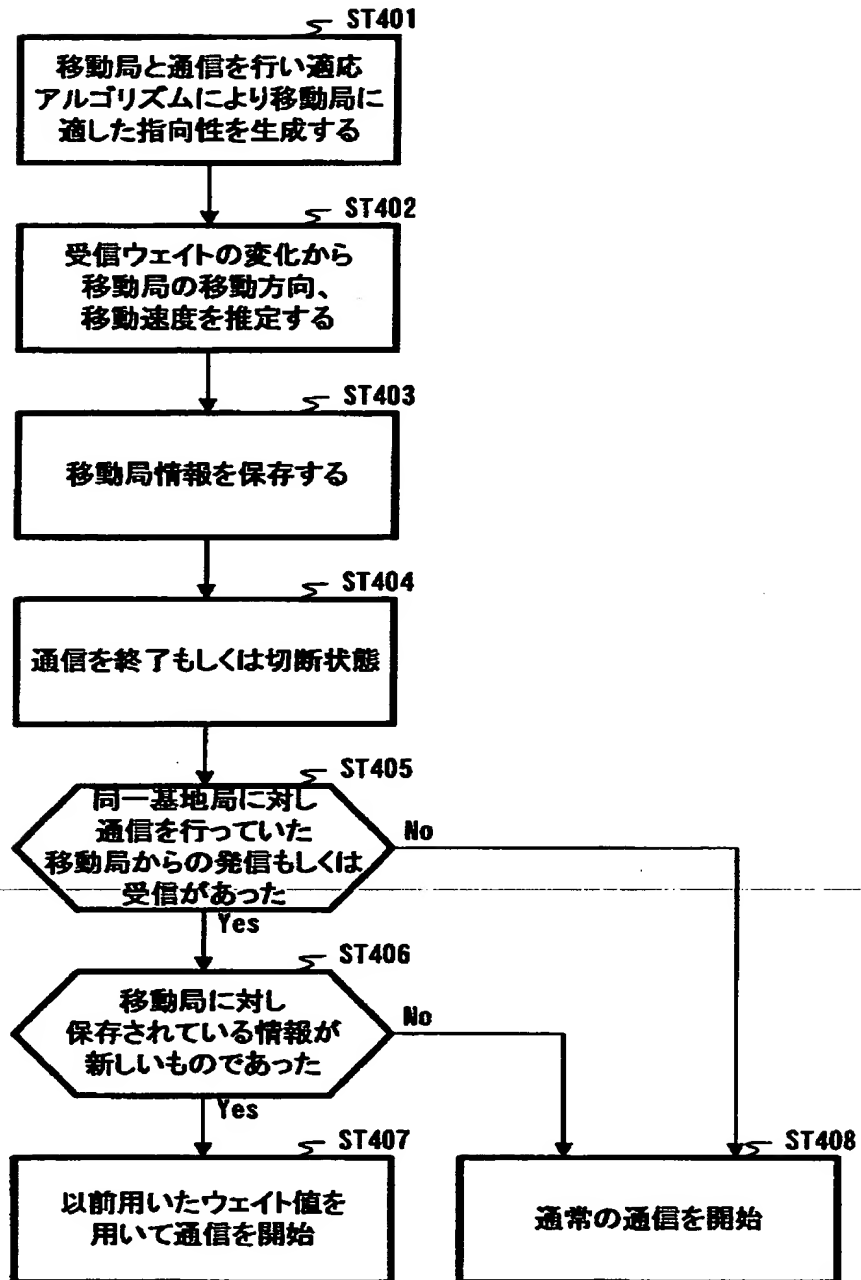 ST401
移動局と通信を行い適応
アルゴリズムにより移動局に
適した指向性を生成する
ST402
受信ウェイトの変化から
移動局の移動方向、
移動速度を推定する
ST403
移動局情報を保存する
ST404
通信を終了もしくは切断状態
ST405
同一基地局に対し
通信を行っていた
移動局からの発信もしくは
受信があった
No
Yes
ST406
移動局に対し
保存されている情報が
新しいものであった
No
Yes
ST407
以前用いたウェイト値を
用いて通信を開始
ST408
通常の通信を開始